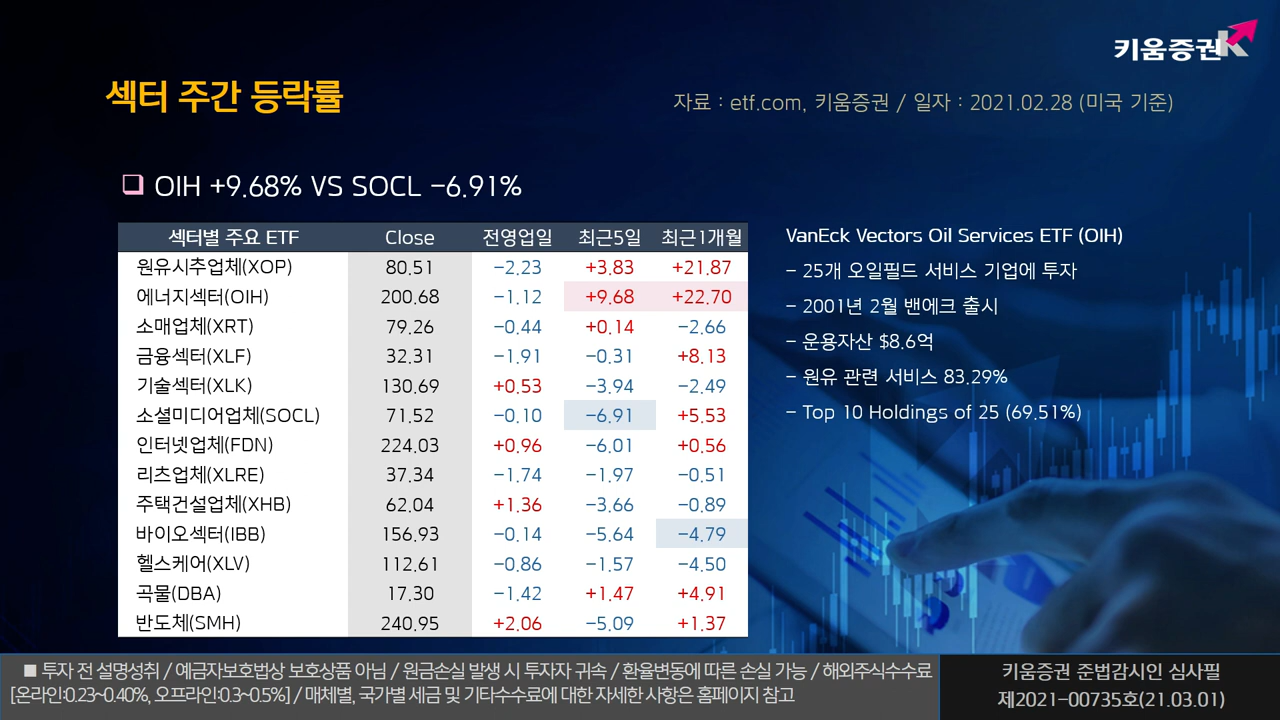 키움증권
섹터 주간 등락률
자료 : etf.com, 키움증권 / 일자 : 2021.02.28 (미국 기준)
OIH +9.68% VS SOCL -6.91%
섹터별 주요 ETF Close 전영업일 최근5일 최근1개월
원유시추업체(XOP) 80.51 -2.23 +3.83 +21.87
에너지섹터(OIH) 200.68 -1.12 +9.68 +22.70
소매업체(XRT) 79.26 -0.44 +0.14 -2.66
금융섹터(XLF) 32.31 -1.91 -0.31 +8.13
기술섹터(XLK) 130.69 +0.53 -3.94 -2.49
소셜미디어업체(SOCL) 71.52 -0.10 -6.91 +5.53
인터넷업체(FDN) 224.03 +0.96 -6.01 +0.56
리츠업체(XLRE) 37.34 -1.74 -1.97 -0.51
주택건설업체(XHB) 62.04 +1.36 -3.66 -0.89
바이오섹터(IBB) 156.93 -0.14 -5.64 -4.79
헬스케어(XLV) 112.61 -0.86 -1.57 -4.50
곡물(DBA) 17.30 -1.42 +1.47 +4.91
반도체(SMH) 240.95 +2.06 -5.09 +1.37
VanEck Vectors Oil Services ETF (OIH)
- 25개 오일필드 서비스 기업에 투자
- 2001년 2월 밴에크 출시
- 운용자산 $8.6억
- 원유 관련 서비스 83.29%
- Top 10 Holdings of 25 (69.51%)
■ 투자 전 설명성취 / 예금자보호법상 보호상품 아님 / 원금손실 발생 시 투자자 귀속 / 환율변동에 따른 손실 가능 / 해외주식수수료
[온라인:0.23~0.40%, 오프라인:0.3~0.5%] / 매체별, 국가별 세금 및 기타수수료에 대한 자세한 사항은 홈페이지 참고
키움증권 준법감시인 심사필
제2021-00735호(21.03.01)